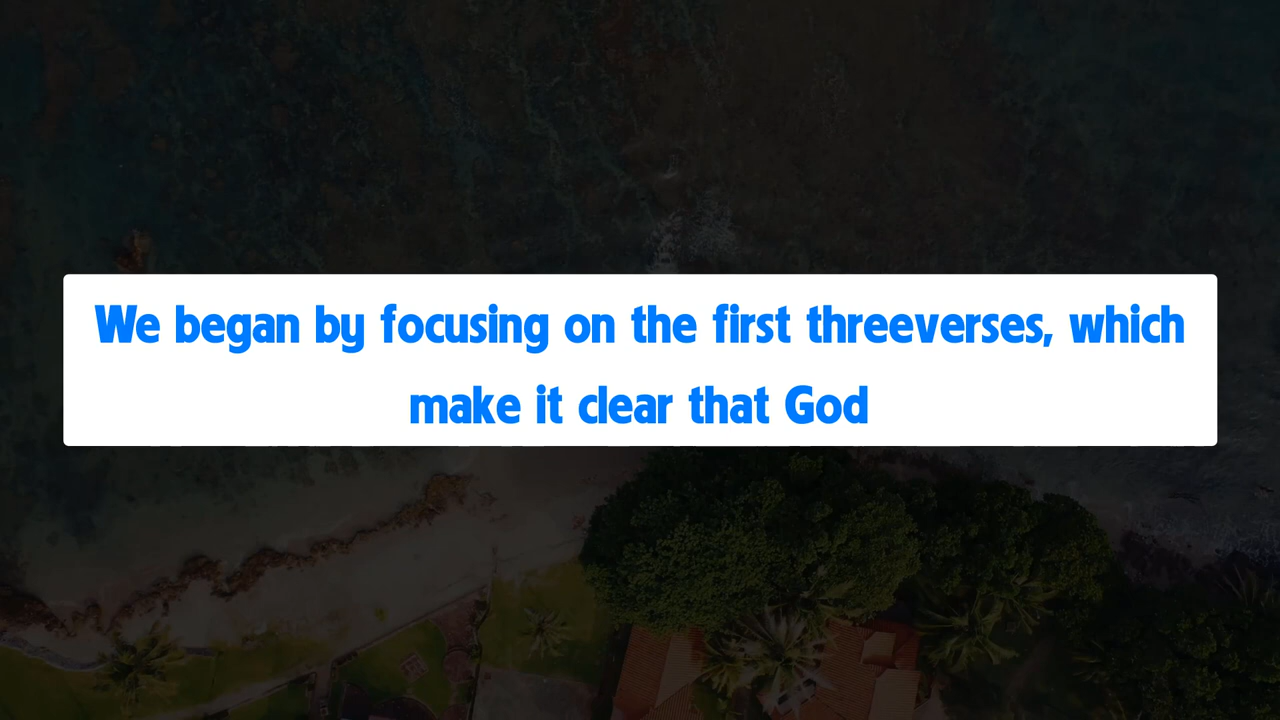 We began by focusing on the first threeverses, which
make it clear that God